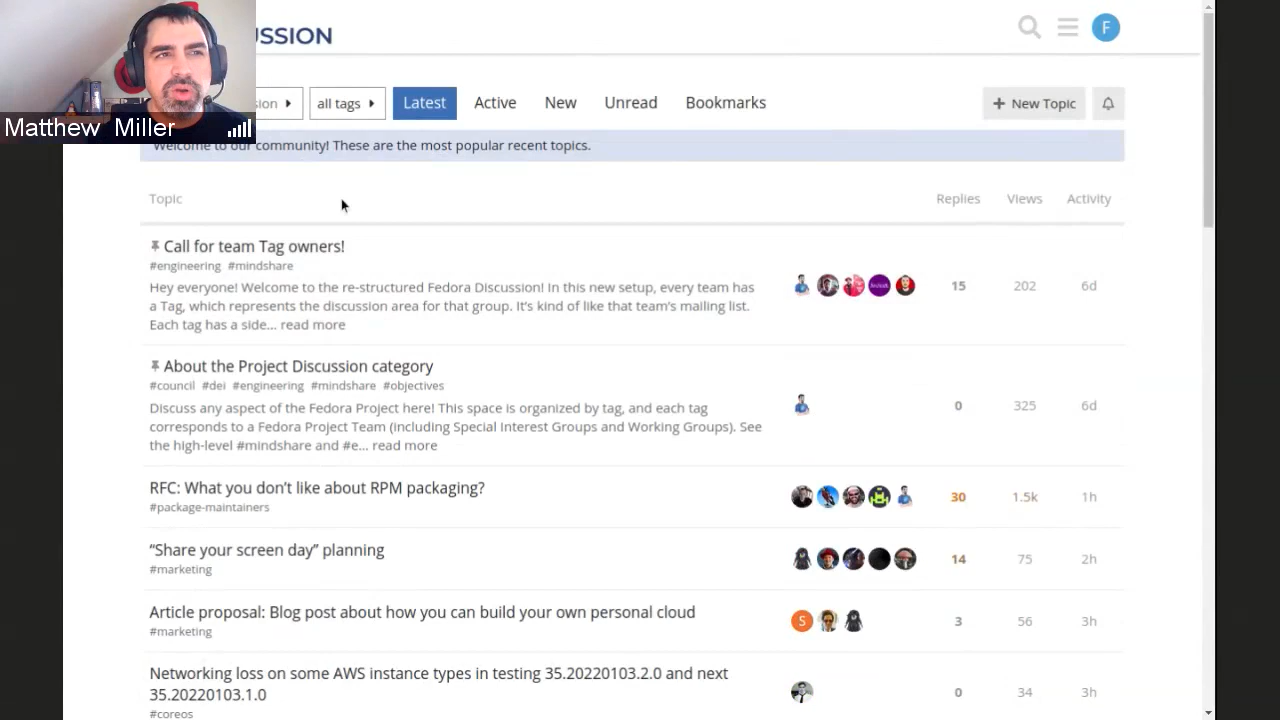 SSION
F
Matthew Miller
sion
all tags
Latest
Active
New
Unread
Bookmarks
+ New Topic
Welcome to our community! These are the most popular recent topics.
Topic
Replies
Views
Activity
Call for team Tag owners!
#engineering #mindshare
Hey everyone! Welcome to the re-structured Fedora Discussion! In this new setup, every team has
a Tag, which represents the discussion area for that group. It’s kind of like that team’s mailing list.
Each tag has a side... read more
15
202
6d
About the Project Discussion category
#council #dei #engineering #mindshare #objectives
Discuss any aspect of the Fedora Project here! This space is organized by tag, and each tag
corresponds to a Fedora Project Team (including Special Interest Groups and Working Groups). See
the high-level #mindshare and #e... read more
0
325
6d
RFC: What you don’t like about RPM packaging?
#package-maintainers
30
1.5k
1h
“Share your screen day” planning
#marketing
14
75
2h
Article proposal: Blog post about how you can build your own personal cloud
#marketing
S
3
56
3h
Networking loss on some AWS instance types in testing 35.20220103.2.0 and next
35.20220103.1.0
#coreos
0
34
3h